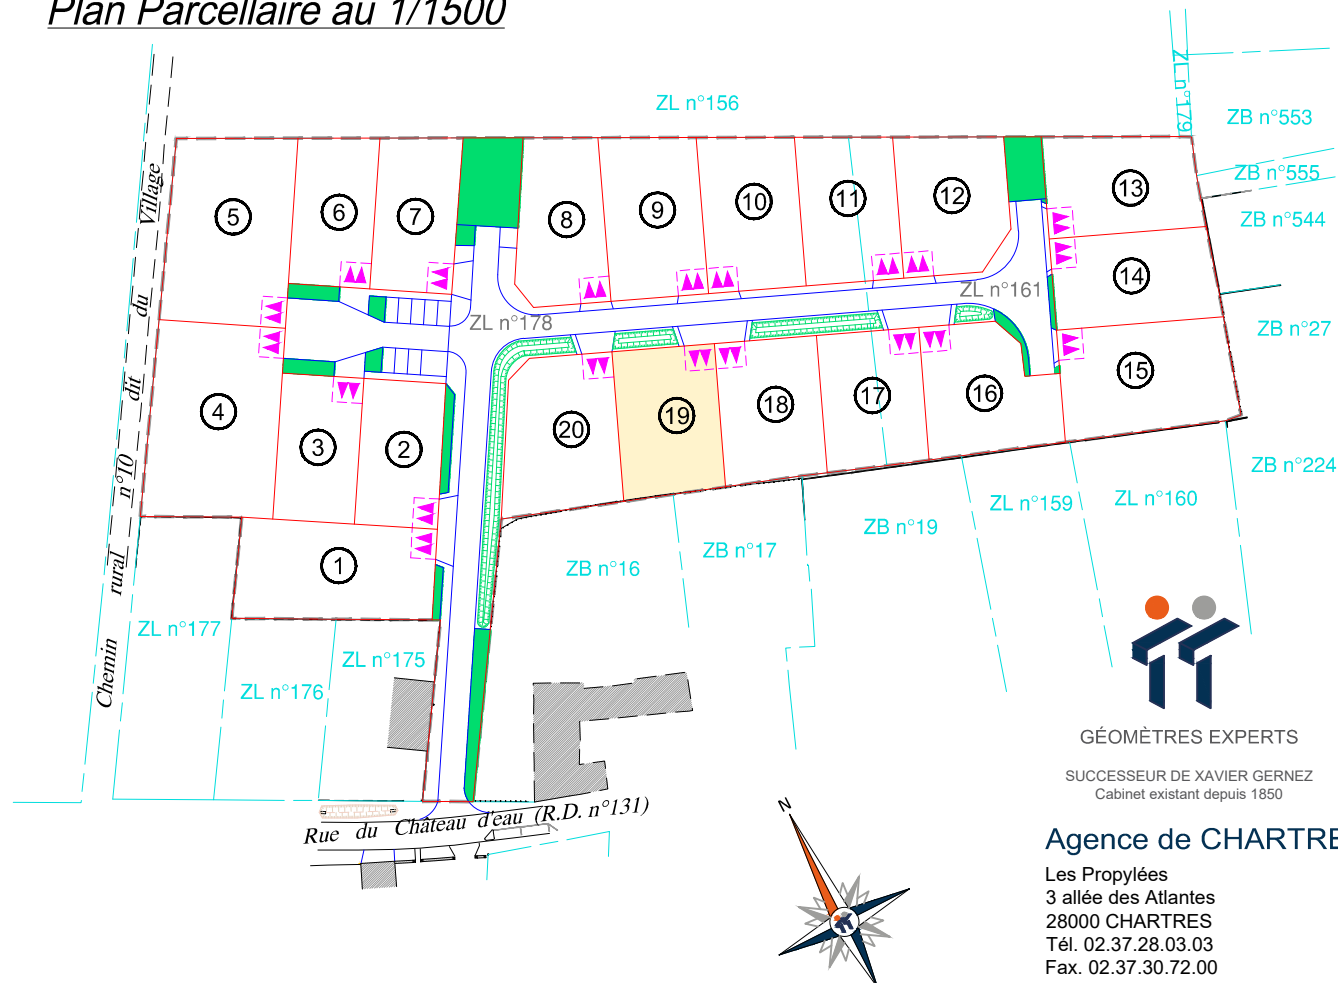 Plan Parcellaire au 1/1500
ZL n°156
ZL n°179
ZB n°553
ZB n°555
ZB n°544
ZB n°27
ZB n°224
5
6
7
8
9
10
11
12
13
14
15
ZL n°178
ZL n°161
4
3
2
1
20
19
18
17
16
ZB n°16
ZB n°17
ZB n°19
ZL n°159
ZL n°160
ZL n°177
ZL n°176
ZL n°175
Chemin rural n°10 dit du Village
Rue du Château d'eau (R.D. n°131)
N
GÉOMÈTRES EXPERTS
SUCCESSEUR DE XAVIER GERNEZ
Cabinet existant depuis 1850
Agence de CHARTRE
Les Propylées
3 allée des Atlantes
28000 CHARTRES
Tél. 02.37.28.03.03
Fax. 02.37.30.72.00